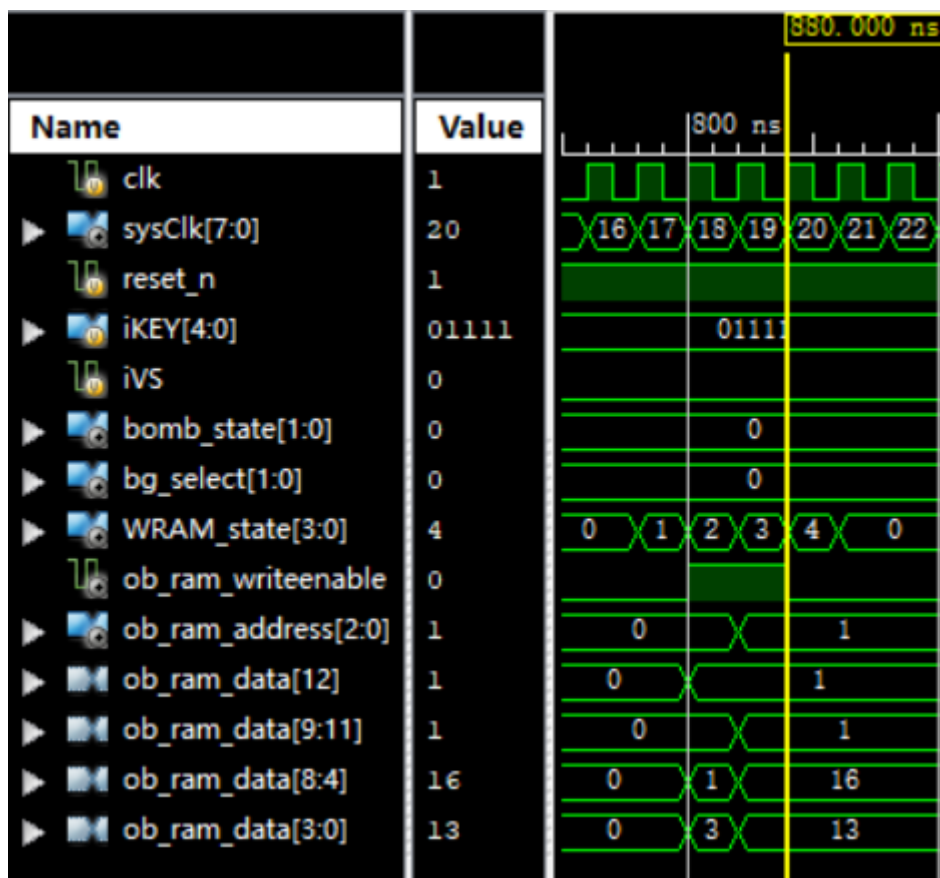 880.000 ns
Name Value 800 ns
clk 1
sysClk[7:0] 20 16 17 18 19 20 21 22
reset_n 1
iKEY[4:0] 01111 01111
iVS 0
bomb_state[1:0] 0 0
bg_select[1:0] 0 0
WRAM_state[3:0] 4 0 1 2 3 4 0
ob_ram_writeenable 0
ob_ram_address[2:0] 1 0 1
ob_ram_data[12] 1 0 1
ob_ram_data[9:11] 1 0 1
ob_ram_data[8:4] 16 0 1 16
ob_ram_data[3:0] 13 0 3 13